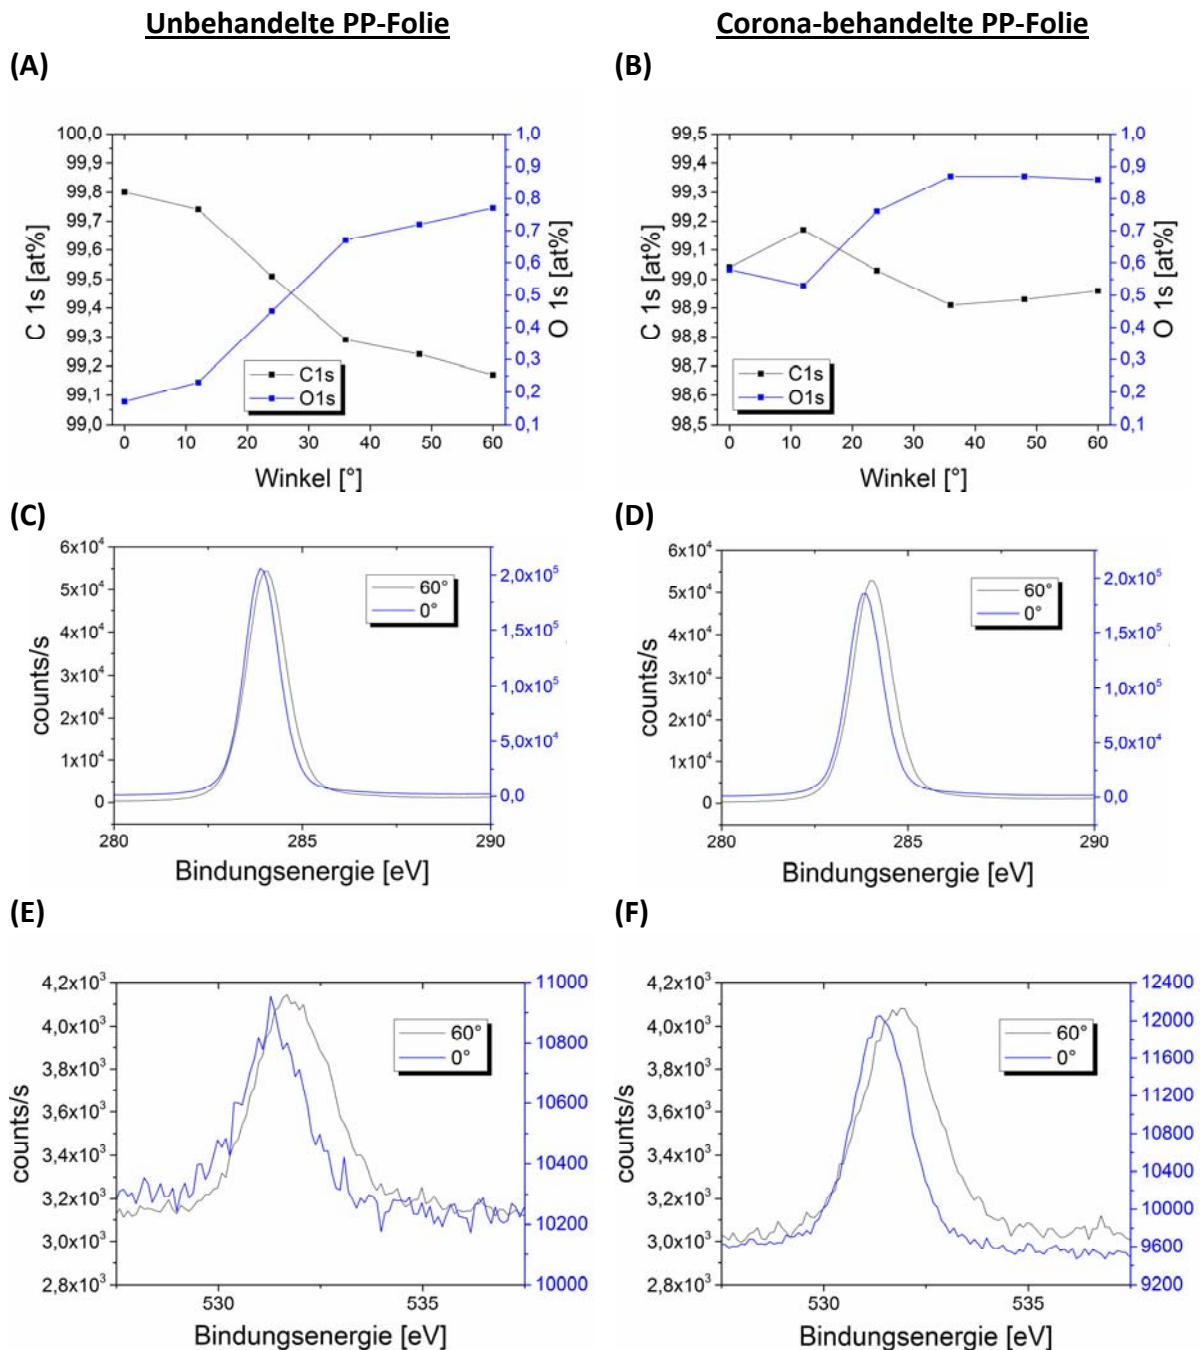 Unbehandelte PP-Folie
Corona-behandelte PP-Folie
(A)
(B)
100,0
99,9
99,8
99,7
99,6
99,5
99,4
99,3
99,2
99,1
99,0
C 1s [at%]
1,0
0,9
0,8
0,7
0,6
0,5
0,4
0,3
0,2
0,1
O 1s [at%]
C1s
O1s
0 10 20 30 40 50 60
Winkel [°]
99,5
99,4
99,3
99,2
99,1
99,0
98,9
98,8
98,7
98,6
98,5
C 1s [at%]
1,0
0,9
0,8
0,7
0,6
0,5
0,4
0,3
0,2
0,1
O 1s [at%]
C1s
O1s
0 10 20 30 40 50 60
Winkel [°]
(C)
(D)
6x10⁴
5x10⁴
4x10⁴
3x10⁴
2x10⁴
1x10⁴
0
counts/s
2,0x10⁵
1,5x10⁵
1,0x10⁵
5,0x10⁴
0,0
60°
0°
280 285 290
Bindungsenergie [eV]
6x10⁴
5x10⁴
4x10⁴
3x10⁴
2x10⁴
1x10⁴
0
counts/s
2,0x10⁵
1,5x10⁵
1,0x10⁵
5,0x10⁴
0,0
60°
0°
280 285 290
Bindungsenergie [eV]
(E)
(F)
4,2x10³
4,0x10³
3,8x10³
3,6x10³
3,4x10³
3,2x10³
3,0x10³
2,8x10³
counts/s
11000
10800
10600
10400
10200
10000
60°
0°
530 535
Bindungsenergie [eV]
4,2x10³
4,0x10³
3,8x10³
3,6x10³
3,4x10³
3,2x10³
3,0x10³
2,8x10³
counts/s
12400
12000
11600
11200
10800
10400
10000
9600
9200
60°
0°
530 535
Bindungsenergie [eV]